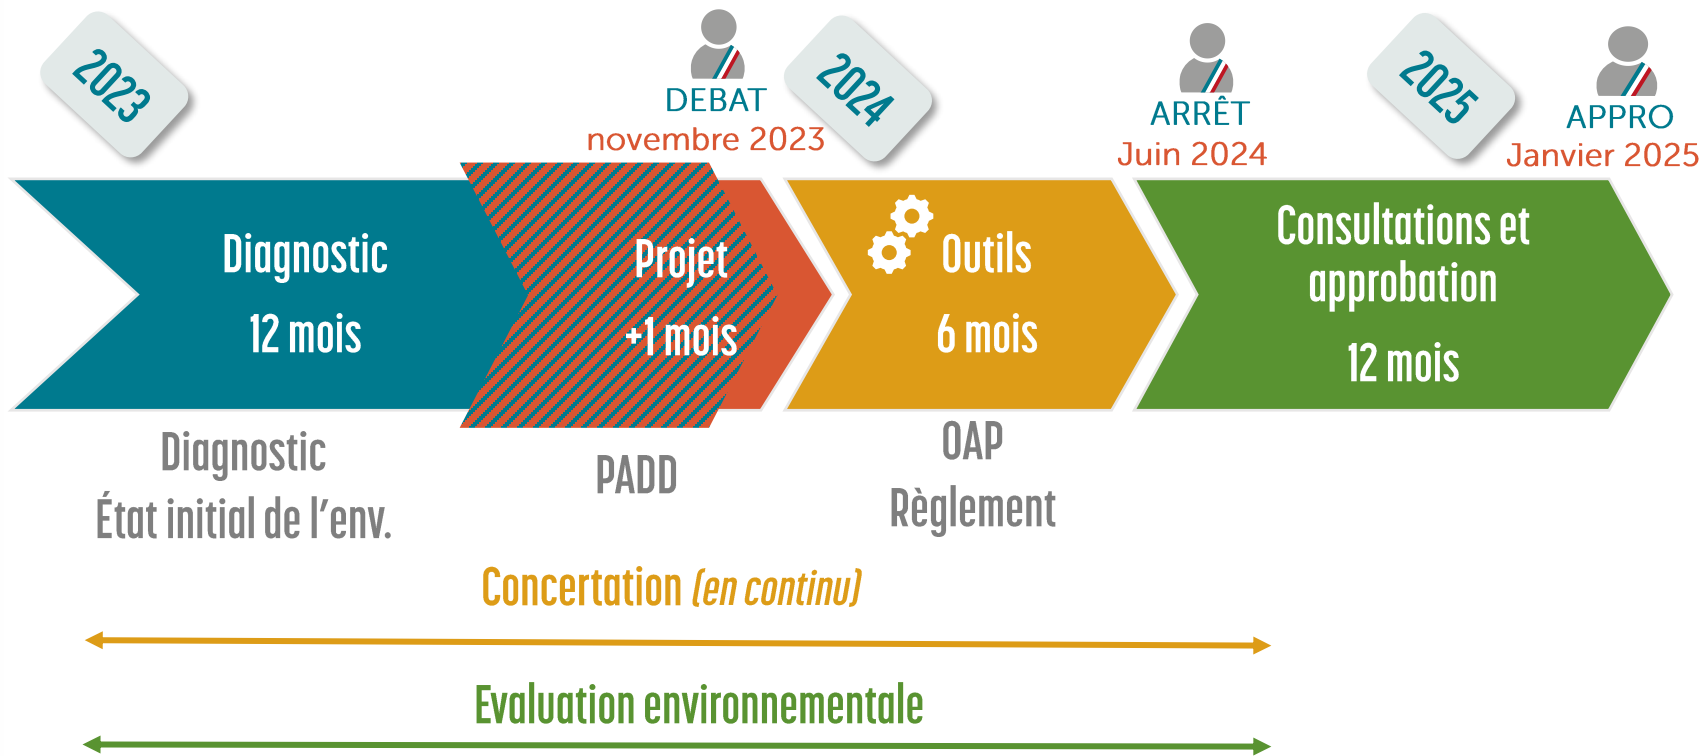 2023
DEBAT
novembre 2023
2024
ARRÊT
Juin 2024
2025
APPRO
Janvier 2025
Diagnostic
12 mois
Projet
+1 mois
Outils
6 mois
Consultations et
approbation
12 mois
Diagnostic
État initial de l'env.
PADD
OAP
Règlement
Concertation (en continu)
Evaluation environnementale